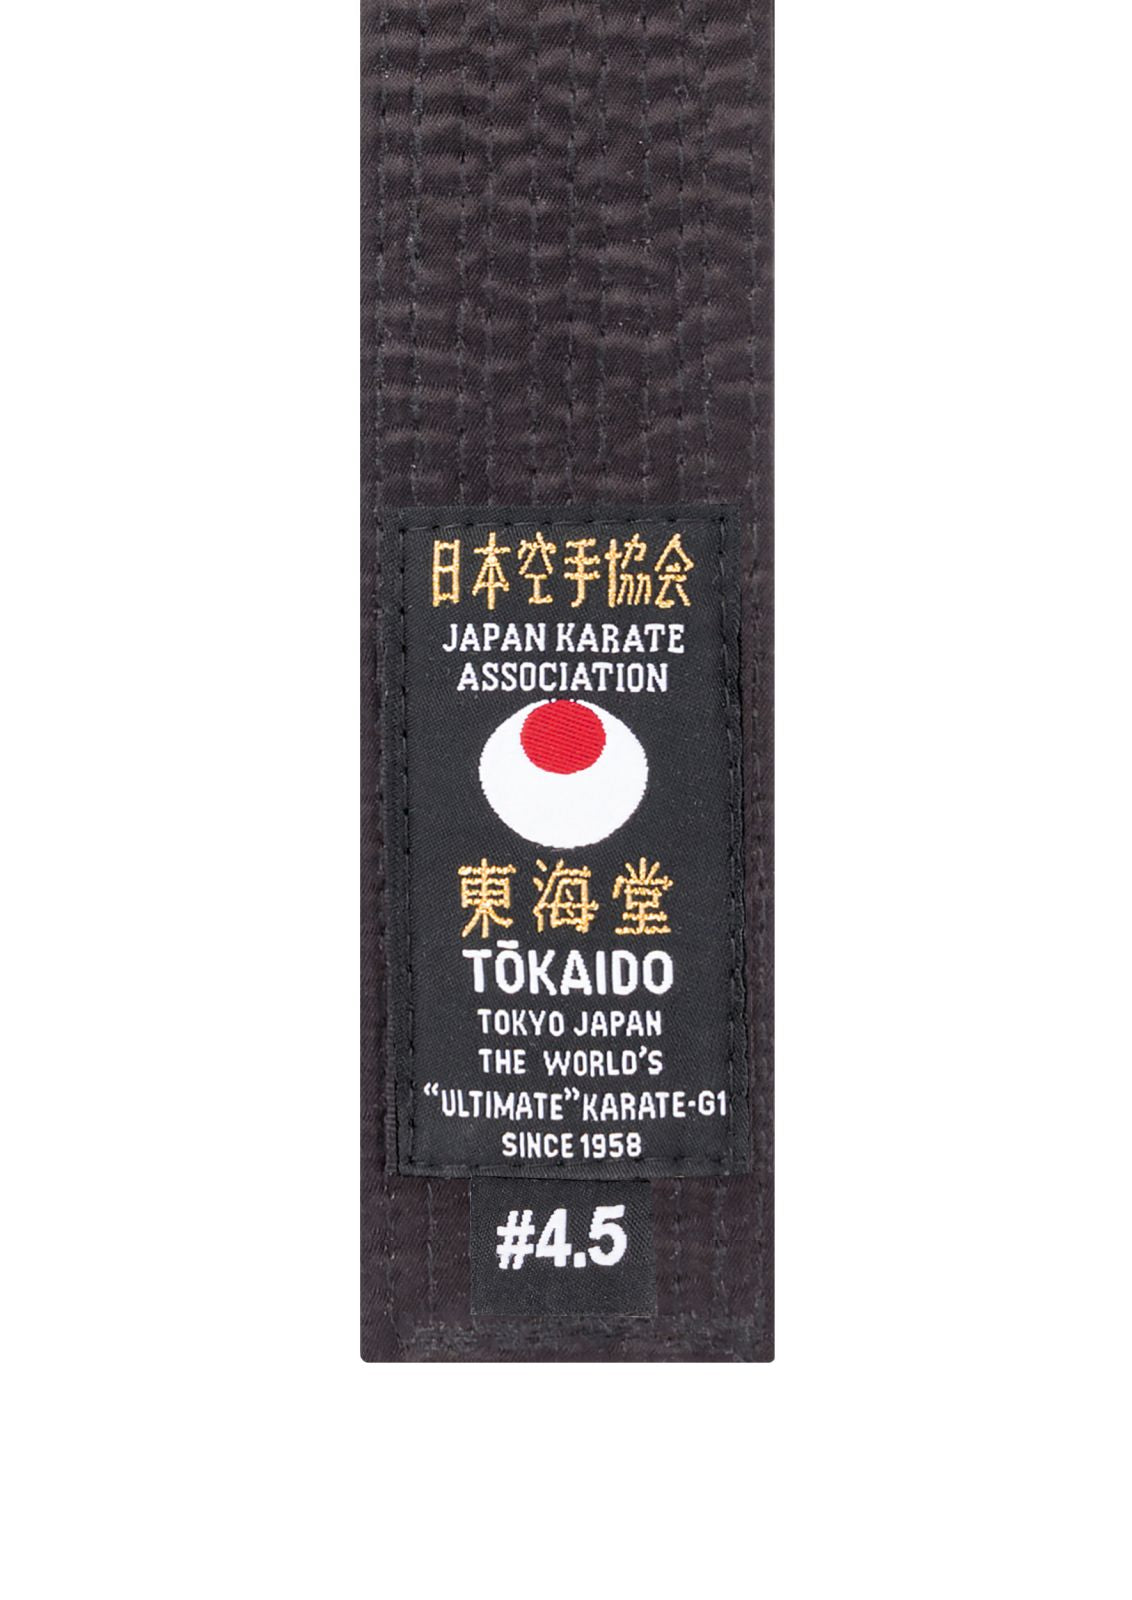 日本空手協会
JAPAN KARATE
ASSOCIATION
東海堂
TŌKAIDO
TOKYO JAPAN
THE WORLD'S
“ULTIMATE” KARATE-G1
SINCE 1958
#4.5